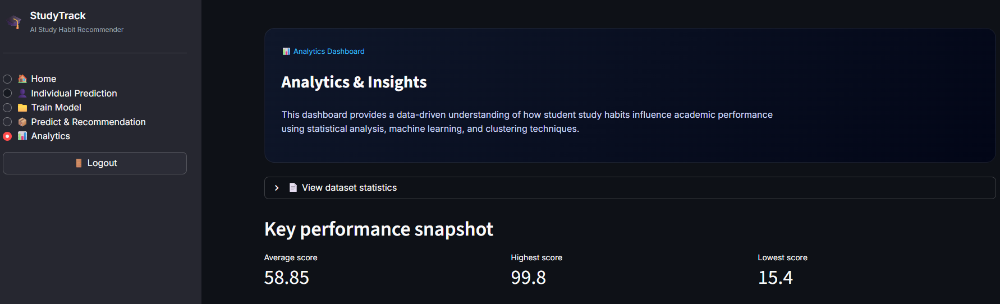 StudyTrack
AI Study Habit Recommender
Home
Individual Prediction
Train Model
Predict & Recommendation
Analytics
Logout
Analytics Dashboard
Analytics & Insights
This dashboard provides a data-driven understanding of how student study habits influence academic performance
using statistical analysis, machine learning, and clustering techniques.
View dataset statistics
Key performance snapshot
Average score
58.85
Highest score
99.8
Lowest score
15.4